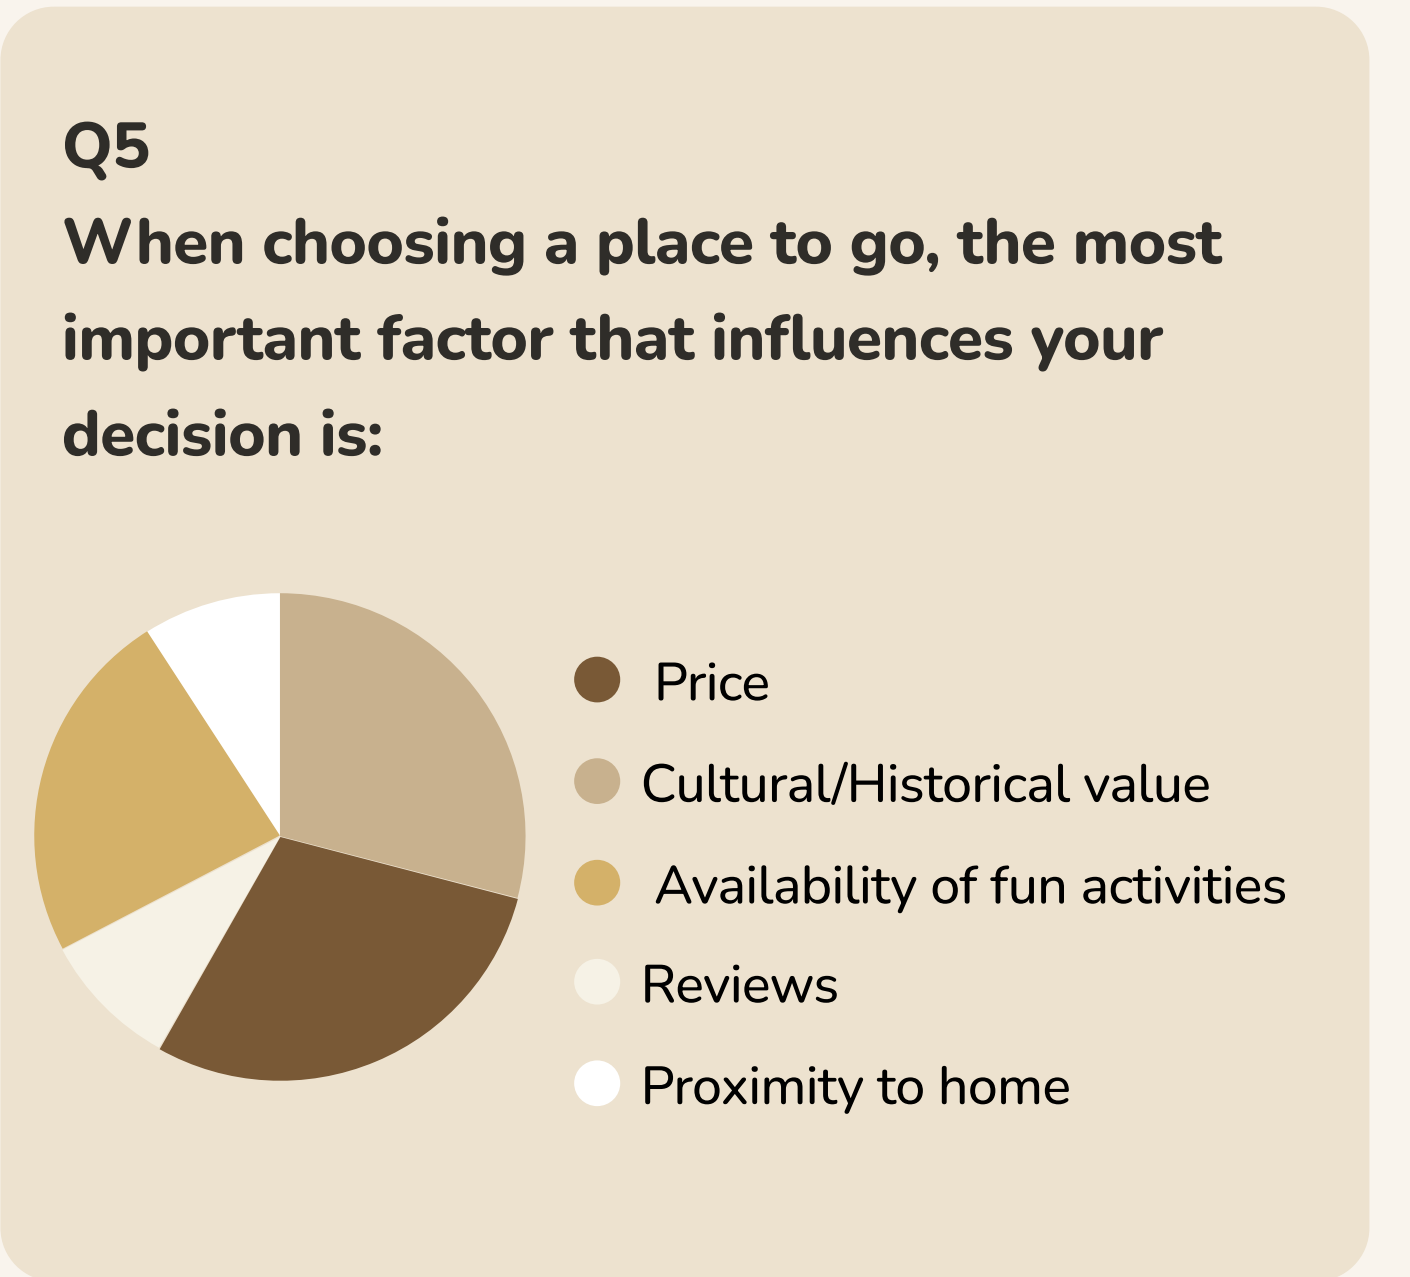 Q5
When choosing a place to go, the most
important factor that influences your
decision is:
Price
Cultural/Historical value
Availability of fun activities
Reviews
Proximity to home